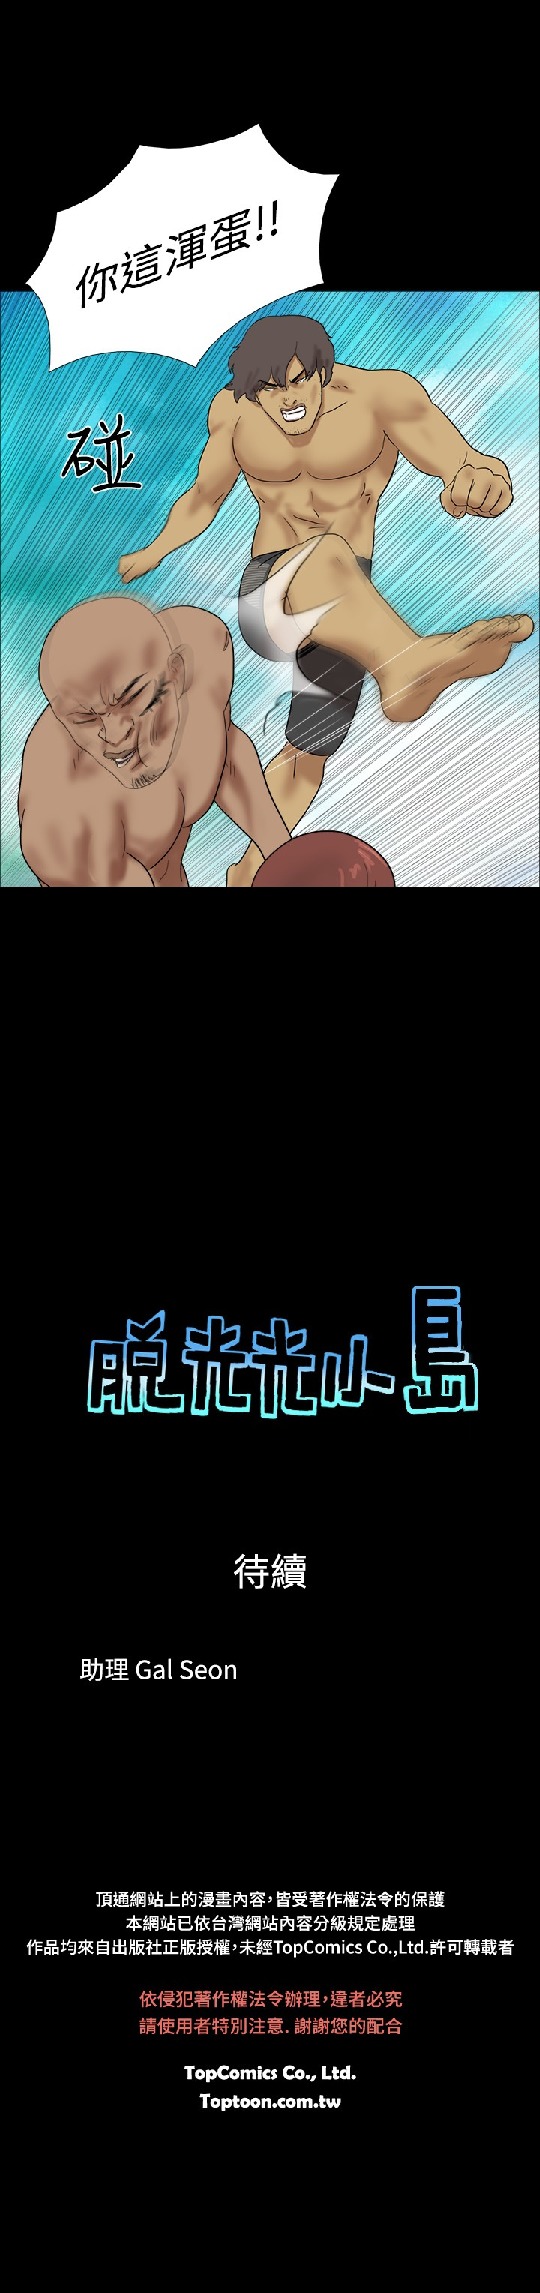 你這渾蛋!!
碰
脫光光小島
待續
助理 Gal Seon
頂通網站上的漫畫內容，皆受著作權法令的保護
本網站已依台灣網站內容分級規定處理
作品均來自出版社正版授權，未經TopComics Co.,Ltd.許可轉載者
依侵犯著作權法令辦理，違者必究
請使用者特別注意. 謝謝您的配合
TopComics Co., Ltd.
Toptoon.com.tw